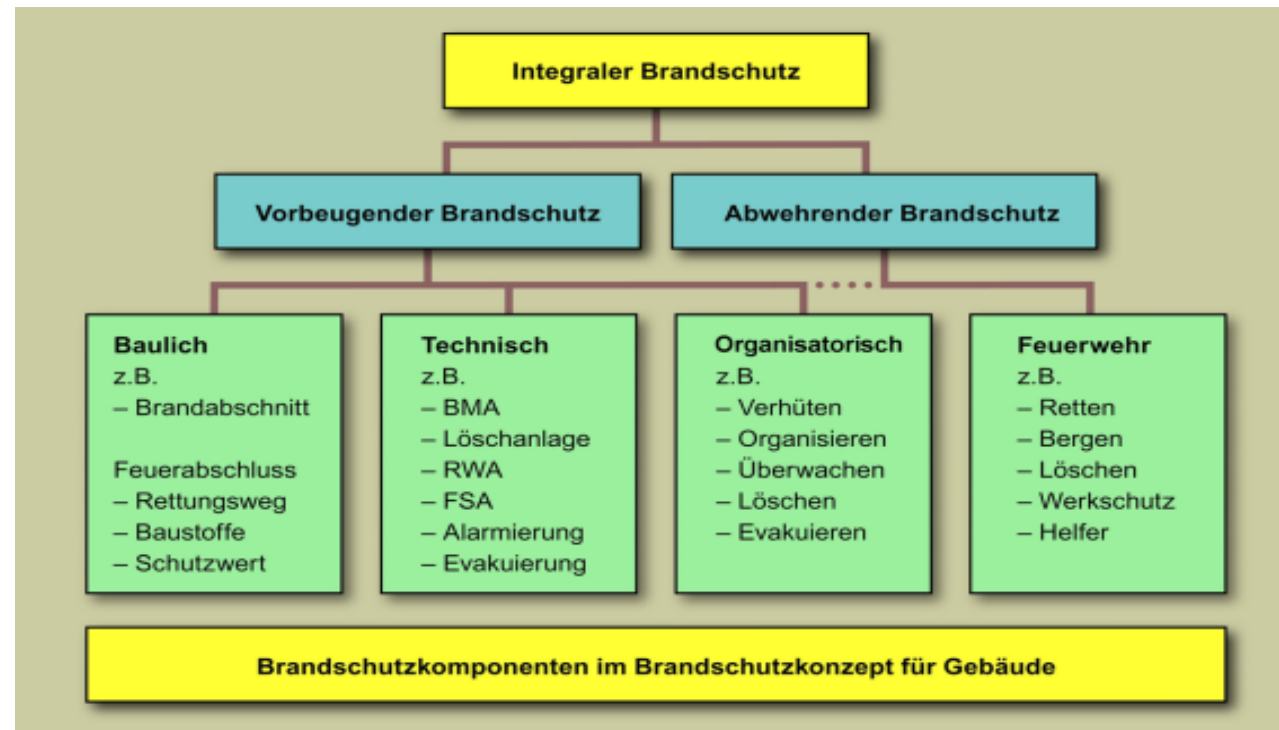 Integraler Brandschutz
Vorbeugender Brandschutz
Abwehrender Brandschutz
Baulich
z.B.
– Brandabschnitt
Feuerabschluss
– Rettungsweg
– Baustoffe
– Schutzwert
Technisch
z.B.
– BMA
– Löschanlage
– RWA
– FSA
– Alarmierung
– Evakuierung
Organisatorisch
z.B.
– Verhüten
– Organisieren
– Überwachen
– Löschen
– Evakuieren
Feuerwehr
z.B.
– Retten
– Bergen
– Löschen
– Werkschutz
– Helfer
Brandschutzkomponenten im Brandschutzkonzept für Gebäude